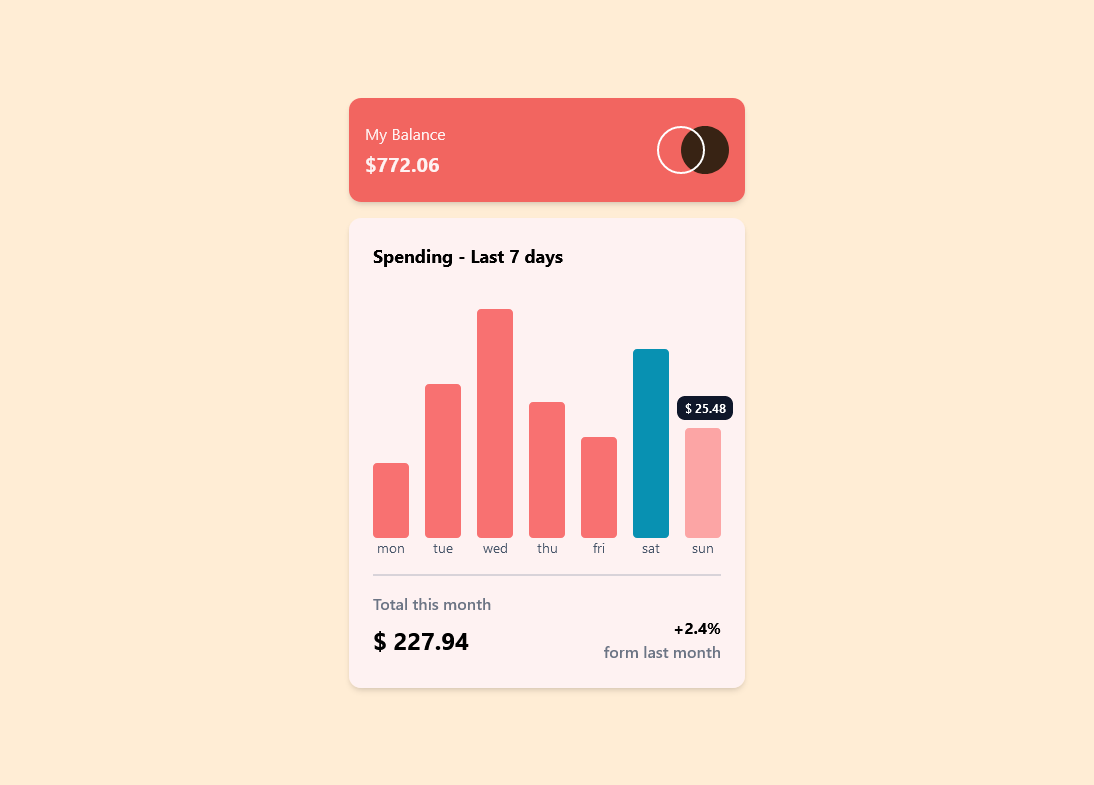 My Balance
$772.06
Spending - Last 7 days
$ 25.48
mon tue wed thu fri sat sun
Total this month
$ 227.94
+2.4%
form last month